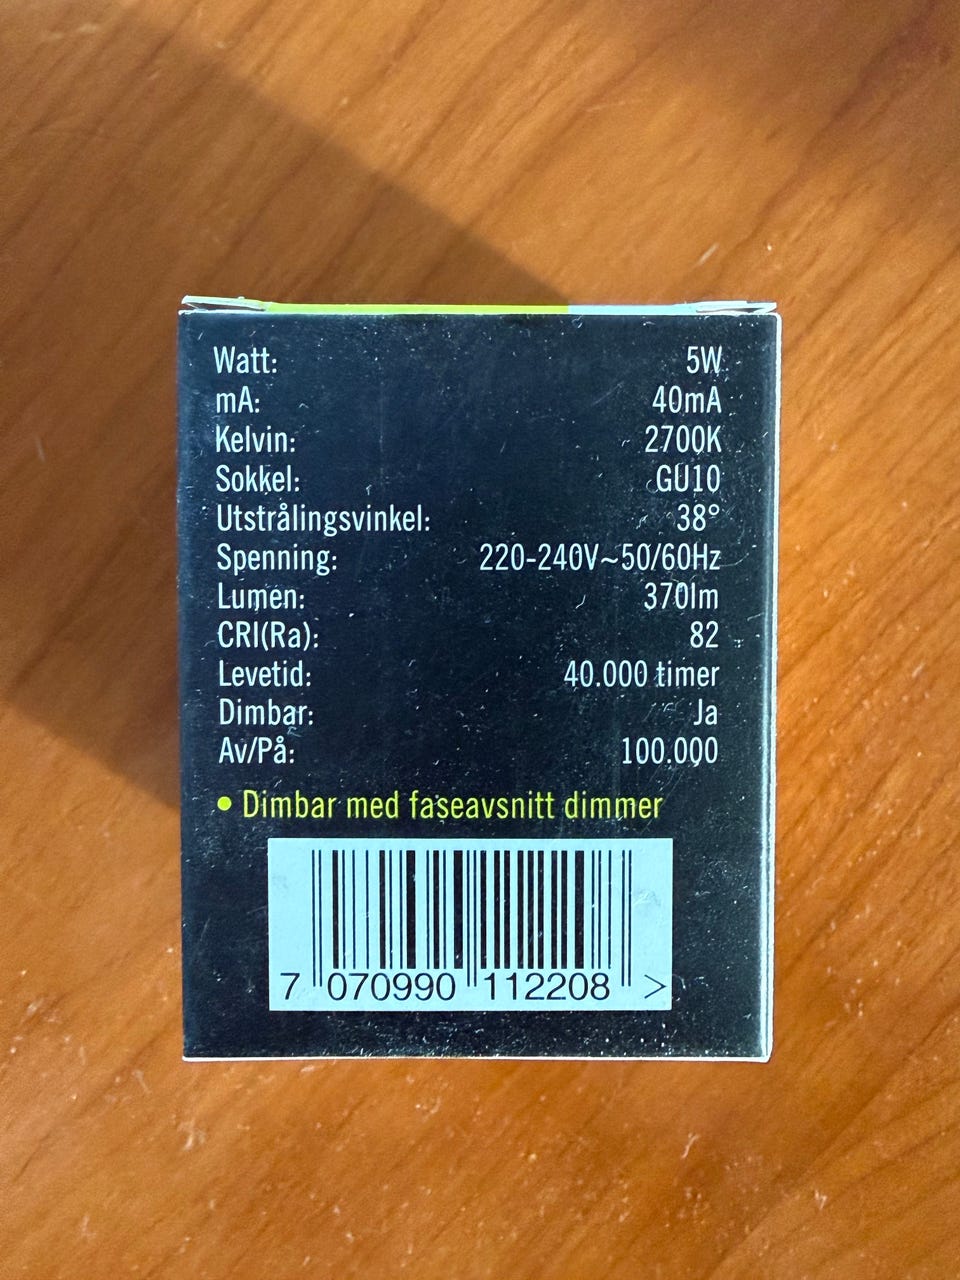 Watt: 5W
mA: 40mA
Kelvin: 2700K
Sokkel: GU10
Utstrålingsvinkel: 38°
Spenning: 220-240V~50/60Hz
Lumen: 370lm
CRI(Ra): 82
Levetid: 40.000 timer
Dimbar: Ja
Av/På: 100.000
• Dimbar med faseavsnitt dimmer
7 070990 112208 >